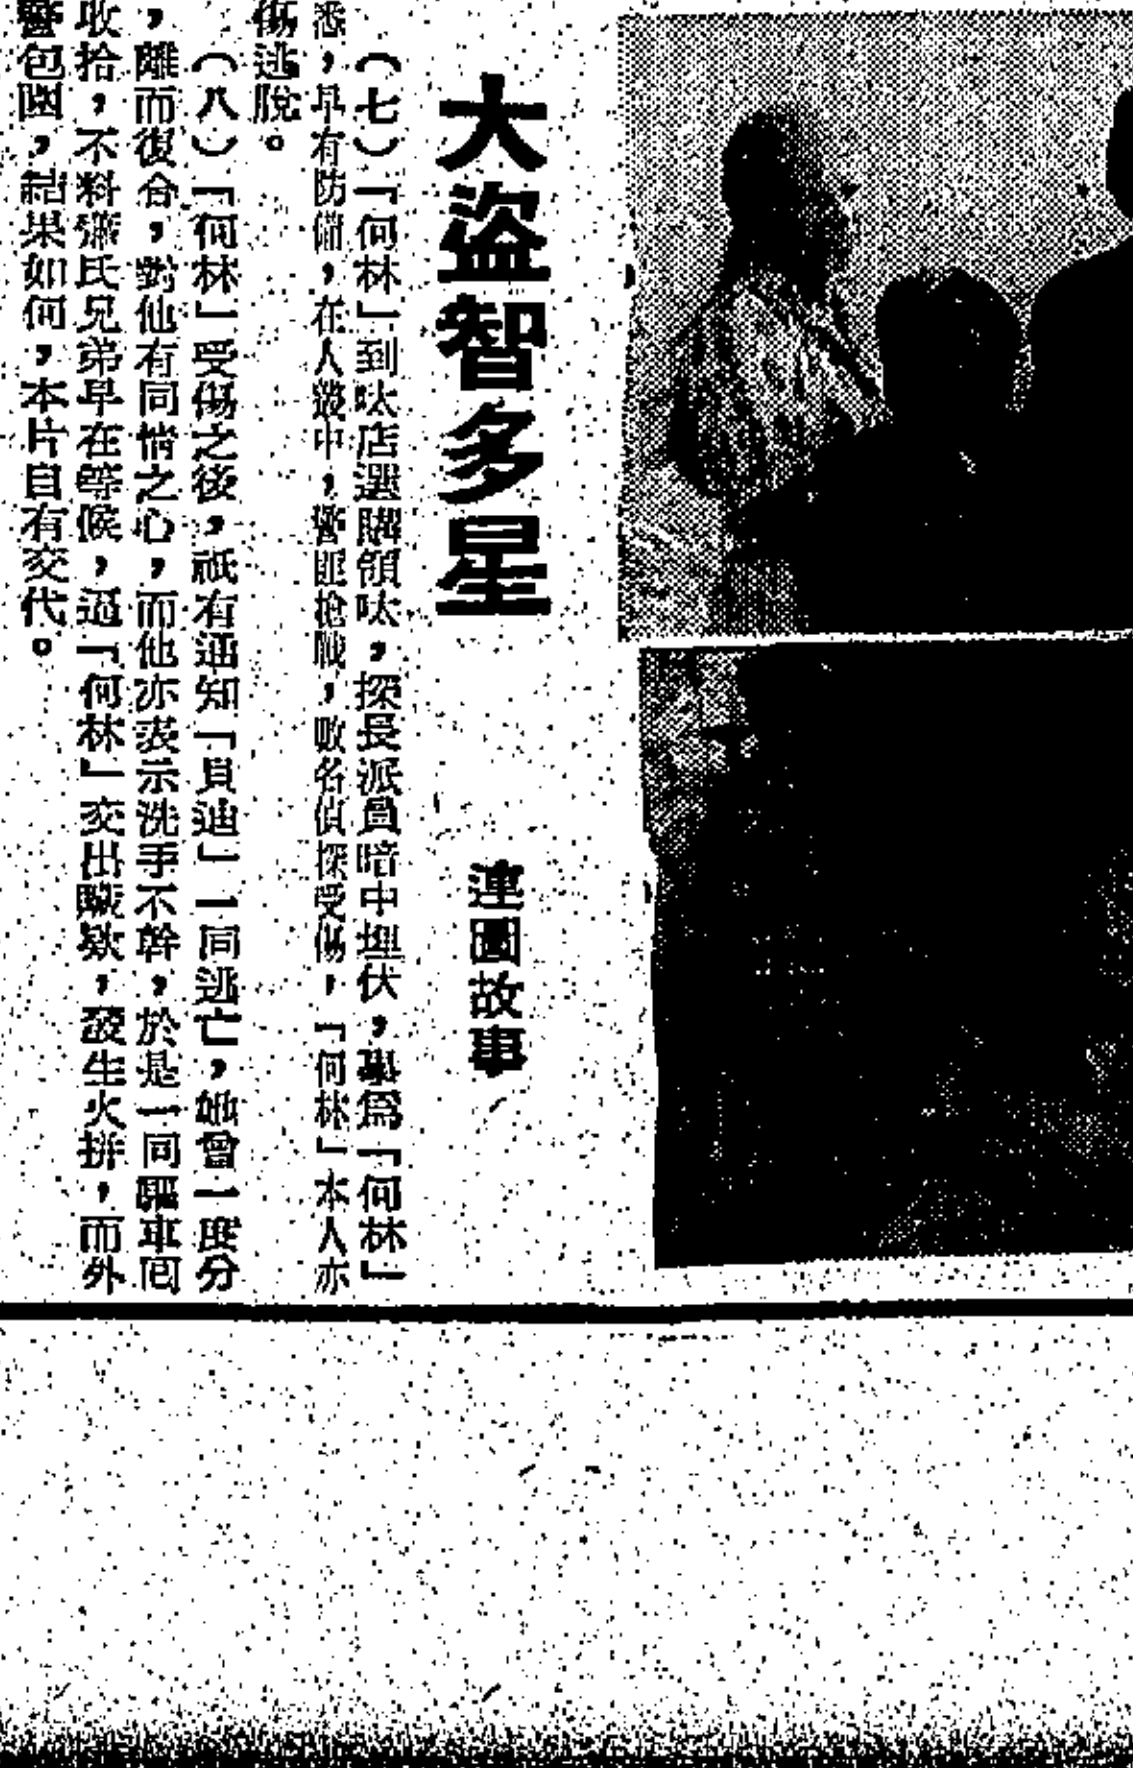 大盜智多星
連圖故事
(七)「何林」到呔店選購領呔，探長派員暗中埋伏，事爲「何林」
悉，早有防備，在人叢中，警匪搶戰，歐名偵探受傷，「何林」本人亦
傷逃脫。
(八)「何林」受傷之後，祇有通知「貝迪」一同逃亡，她曾一度分
，離而復合，對他有同情之心，而他亦表示洗手不幹，於是一同驅車回
收拾，不料氏兄弟早在等候，逼「何林」交出贓欵，發生火拼，而外
警包圍，結果如何，本片自有交代。